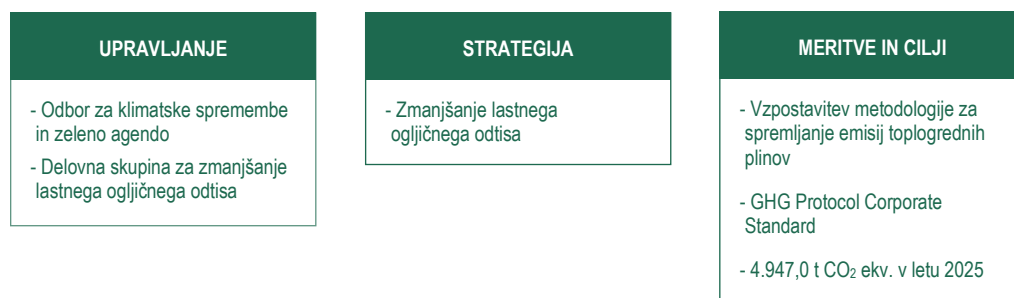 UPRAVLJANJE
- Odbor za klimatske spremembe
in zeleno agendo
- Delovna skupina za zmanjšanje
lastnega ogljičnega odtisa
STRATEGIJA
- Zmanjšanje lastnega
ogljičnega odtisa
MERITVE IN CILJI
- Vzpostavitev metodologije za
spremljanje emisij toplogrednih
plinov
- GHG Protocol Corporate
Standard
- 4.947,0 t CO₂ ekv. v letu 2025